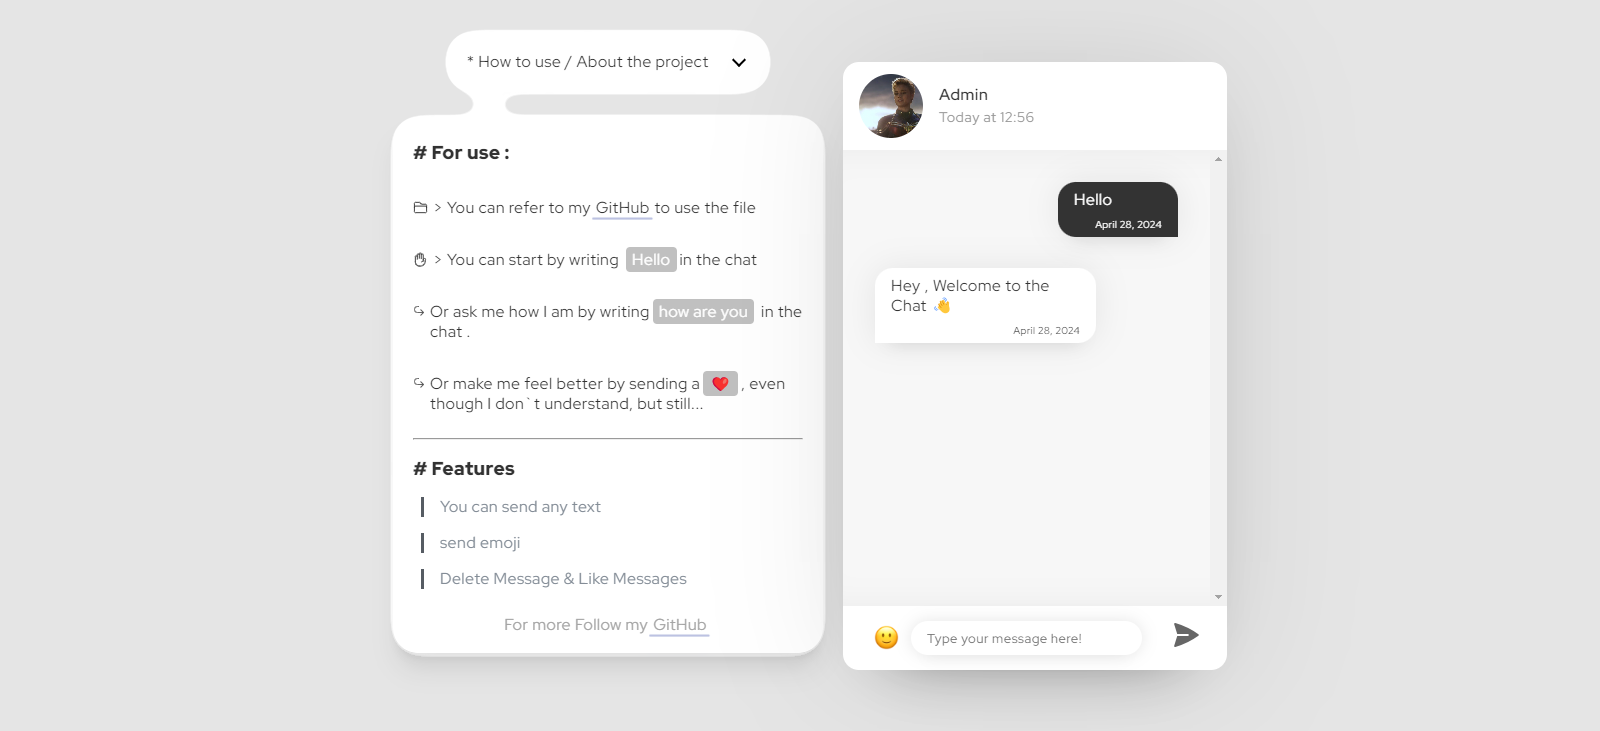 * How to use / About the project
# For use :
> You can refer to my GitHub to use the file
> You can start by writing Hello in the chat
Or ask me how I am by writing how are you in the
chat .
Or make me feel better by sending a ❤️ , even
though I don`t understand, but still...
# Features
You can send any text
send emoji
Delete Message & Like Messages
For more Follow my GitHub
Admin
Today at 12:56
Hello
April 28, 2024
Hey , Welcome to the
Chat 👋
April 28, 2024
Type your message here!